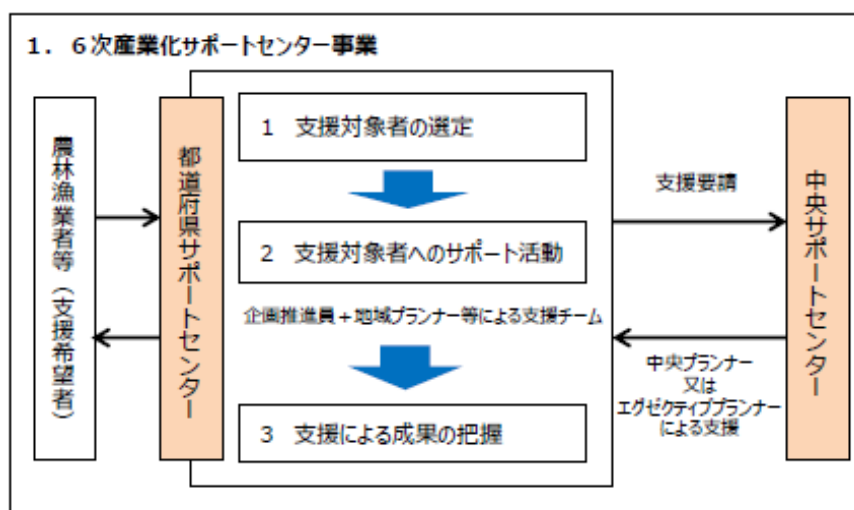 1. 6次産業化サポートセンター事業
農林漁業者等(支援希望者)
都道府県サポートセンター
1 支援対象者の選定
2 支援対象者へのサポート活動
企画推進員+地域プランナー等による支援チーム
3 支援による成果の把握
支援要請
中央プランナー
又は
エグゼクティブプランナー
による支援
中央サポートセンター